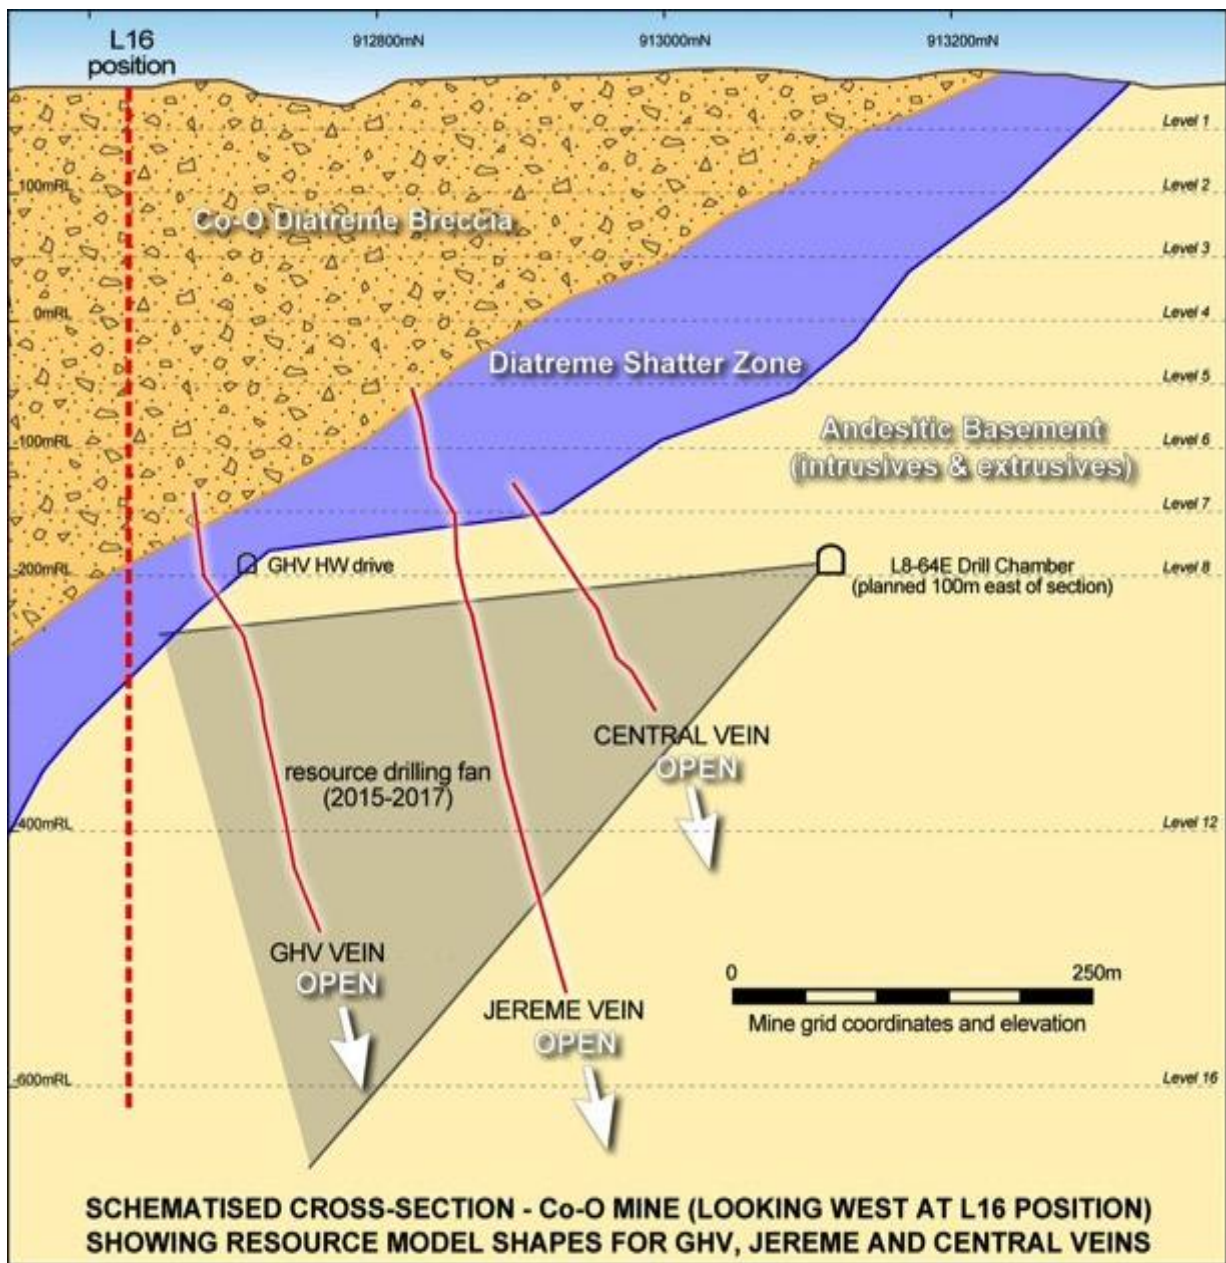 L16
position
912800mN
913000mN
913200mN
Level 1
100mRL
Level 2
Co-O Diatreme Breccia
Level 3
0mRL
Level 4
Diatreme Shatter Zone
Level 5
Andesitic Basement
(intrusives & extrusives)
-100mRL
Level 6
Level 7
GHV HW drive
L8-64E Drill Chamber
(planned 100m east of section)
-200mRL
Level 8
CENTRAL VEIN
OPEN
resource drilling fan
(2015-2017)
-400mRL
Level 12
GHV VEIN
OPEN
JEREME VEIN
OPEN
0
250m
Mine grid coordinates and elevation
-600mRL
Level 16
SCHEMATISED CROSS-SECTION - Co-O MINE (LOOKING WEST AT L16 POSITION)
SHOWING RESOURCE MODEL SHAPES FOR GHV, JEREME AND CENTRAL VEINS